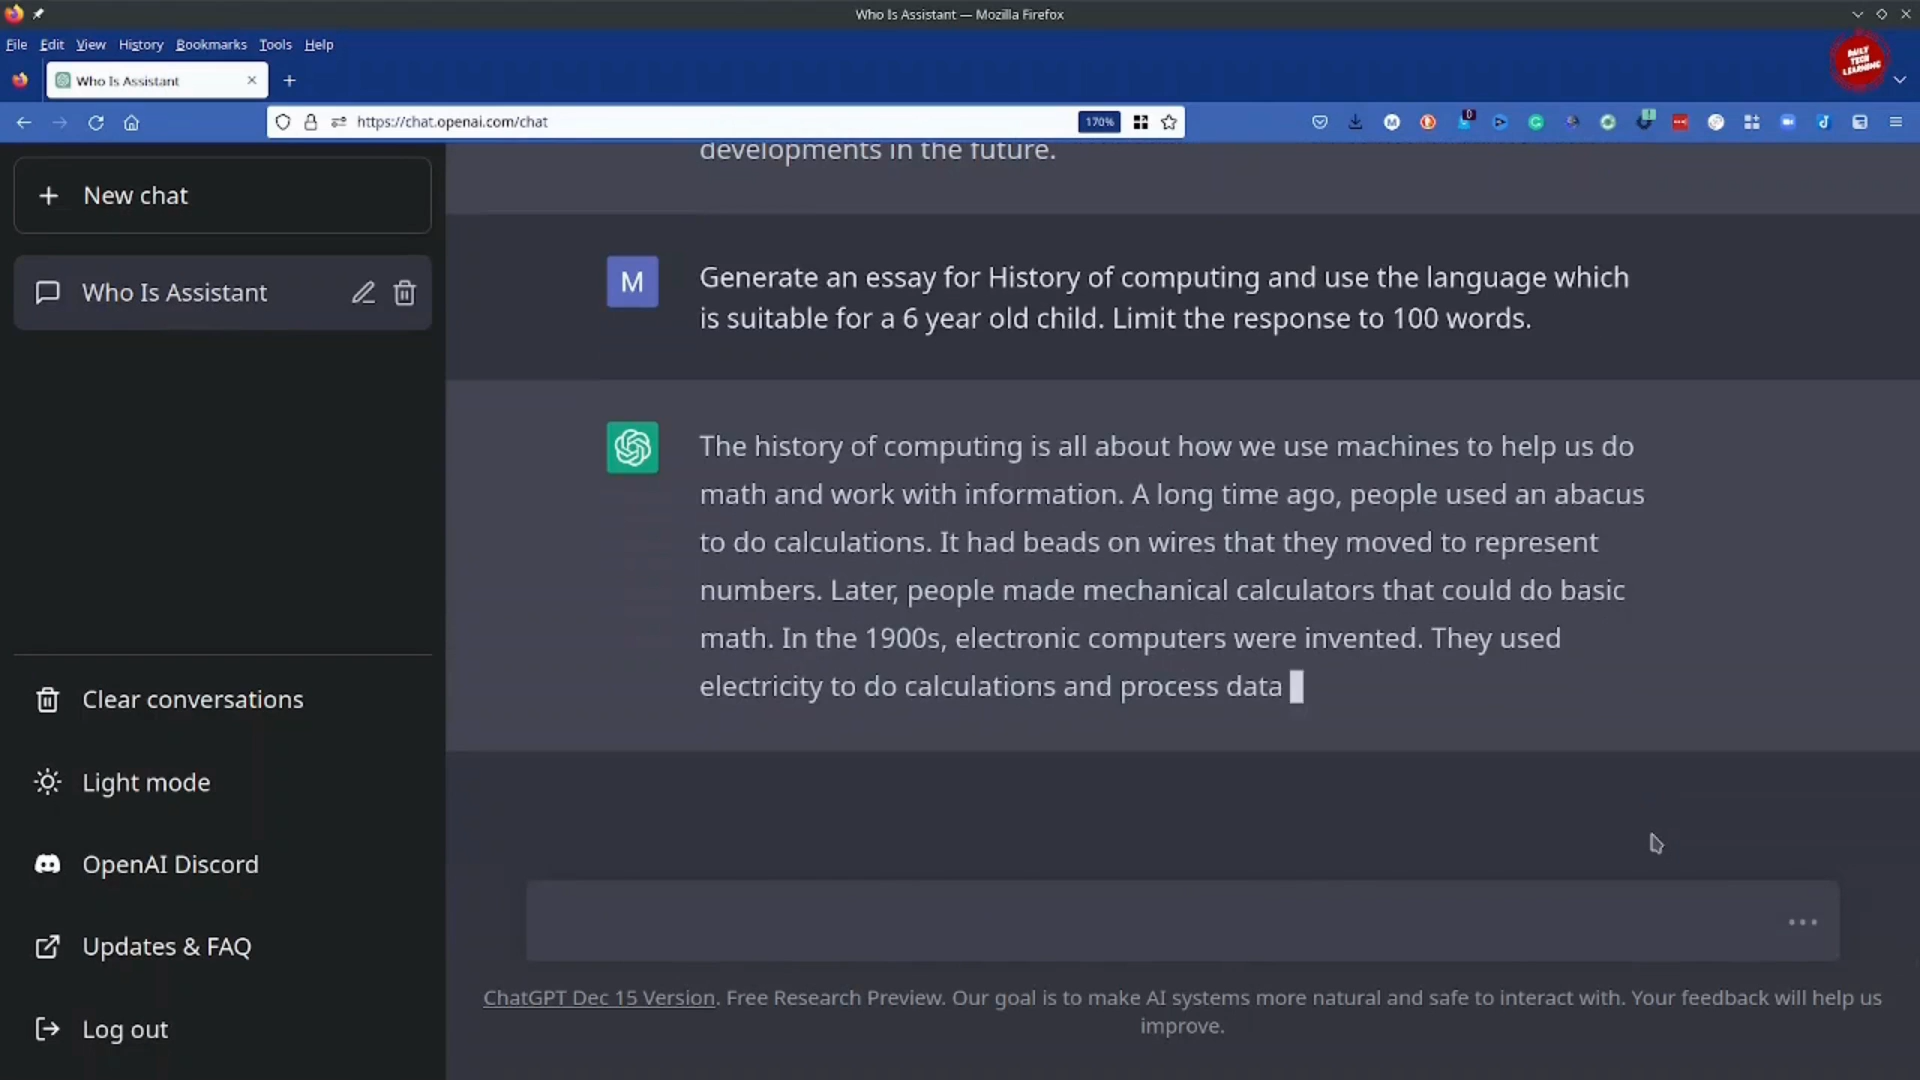 Who Is Assistant — Mozilla Firefox
File Edit View History Bookmarks Tools Help
DAILY
TECH
LEARNING
Who Is Assistant
https://chat.openai.com/chat
170%
0
1
developments in the future.
New chat
Who Is Assistant
M
Generate an essay for History of computing and use the language which
is suitable for a 6 year old child. Limit the response to 100 words.
The history of computing is all about how we use machines to help us do
math and work with information. A long time ago, people used an abacus
to do calculations. It had beads on wires that they moved to represent
numbers. Later, people made mechanical calculators that could do basic
math. In the 1900s, electronic computers were invented. They used
electricity to do calculations and process data
Clear conversations
Light mode
OpenAI Discord
Updates & FAQ
Log out
ChatGPT Dec 15 Version. Free Research Preview. Our goal is to make AI systems more natural and safe to interact with. Your feedback will help us
improve.